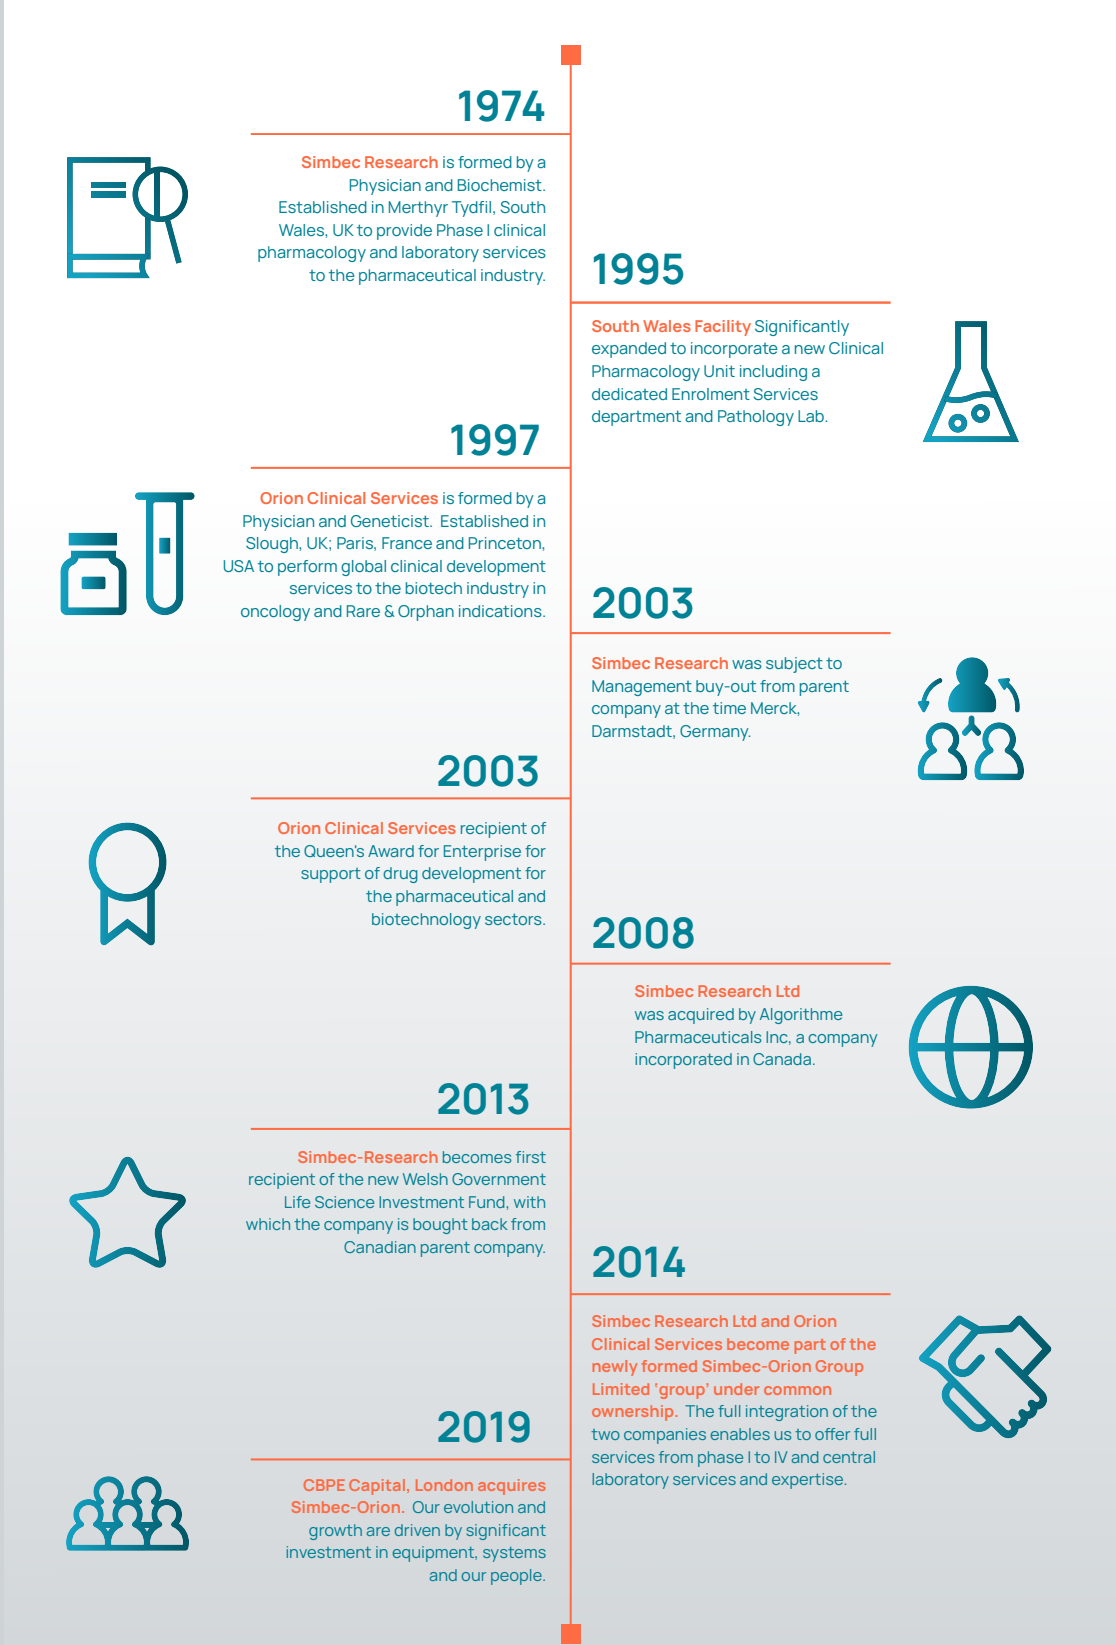 1974
Simbec Research is formed by a
Physician and Biochemist.
Established in Merthyr Tydfil, South
Wales, UK to provide Phase I clinical
pharmacology and laboratory services
to the pharmaceutical industry.
1995
South Wales Facility Significantly
expanded to incorporate a new Clinical
Pharmacology Unit including a
dedicated Enrolment Services
department and Pathology Lab.
1997
Orion Clinical Services is formed by a
Physician and Geneticist.  Established in
Slough, UK; Paris, France and Princeton,
USA to perform global clinical development
services to the biotech industry in
oncology and Rare & Orphan indications.
2003
Simbec Research was subject to
Management buy-out from parent
company at the time Merck,
Darmstadt, Germany.
2003
Orion Clinical Services recipient of
the Queen's Award for Enterprise for
support of drug development for
the pharmaceutical and
biotechnology sectors.
2008
Simbec Research Ltd
was acquired by Algorithme
Pharmaceuticals Inc, a company
incorporated in Canada.
2013
Simbec-Research becomes first
recipient of the new Welsh Government
Life Science Investment Fund, with
which the company is bought back from
Canadian parent company.
2014
Simbec Research Ltd and Orion
Clinical Services become part of the
newly formed Simbec-Orion Group
Limited ‘group’ under common
ownership.  The full integration of the
two companies enables us to offer full
services from phase I to IV and central
laboratory services and expertise.
2019
CBPE Capital, London acquires
Simbec-Orion.  Our evolution and
growth are driven by significant
investment in equipment, systems
and our people.